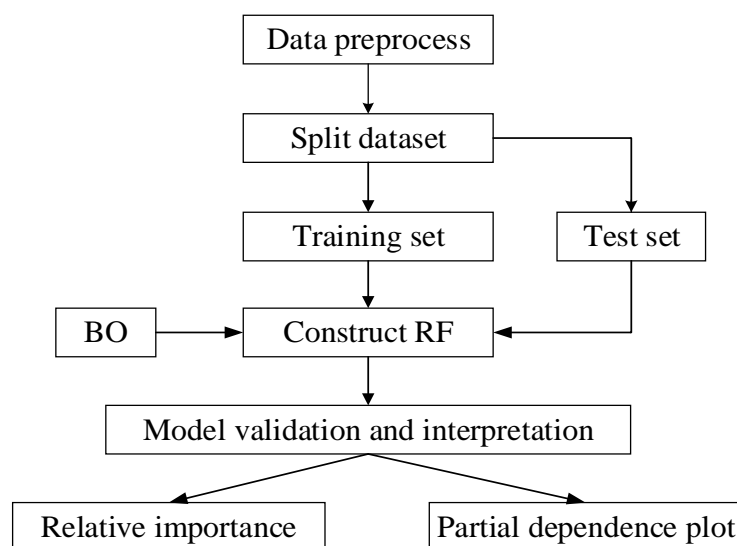 Data preprocess
Split dataset
Training set
Test set
BO
Construct RF
Model validation and interpretation
Relative importance
Partial dependence plot